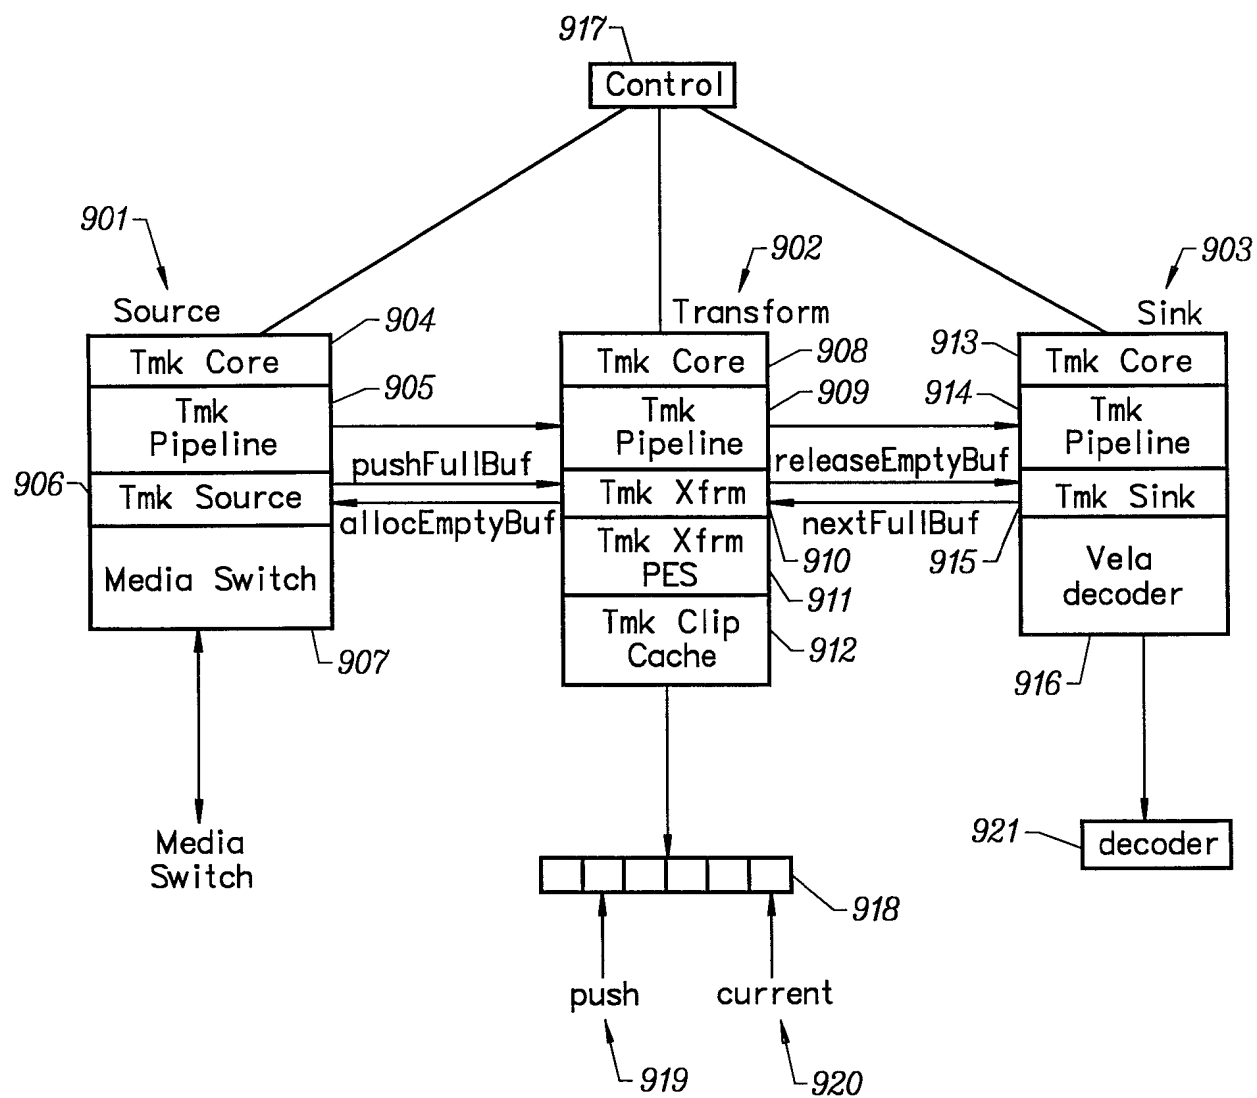 917
Control
901
902
903
Source
Transform
Sink
904
908
913
Tmk Core
Tmk Core
Tmk Core
905
909
914
Tmk
Pipeline
Tmk
Pipeline
Tmk
Pipeline
pushFullBuf
releaseEmptyBuf
906
Tmk Source
Tmk Xfrm
Tmk Sink
allocEmptyBuf
nextFullBuf
910
915
Media Switch
Tmk Xfrm
PES
Vela
decoder
911
907
Tmk Clip
Cache
912
916
Media
Switch
921
decoder
918
push
current
919
920